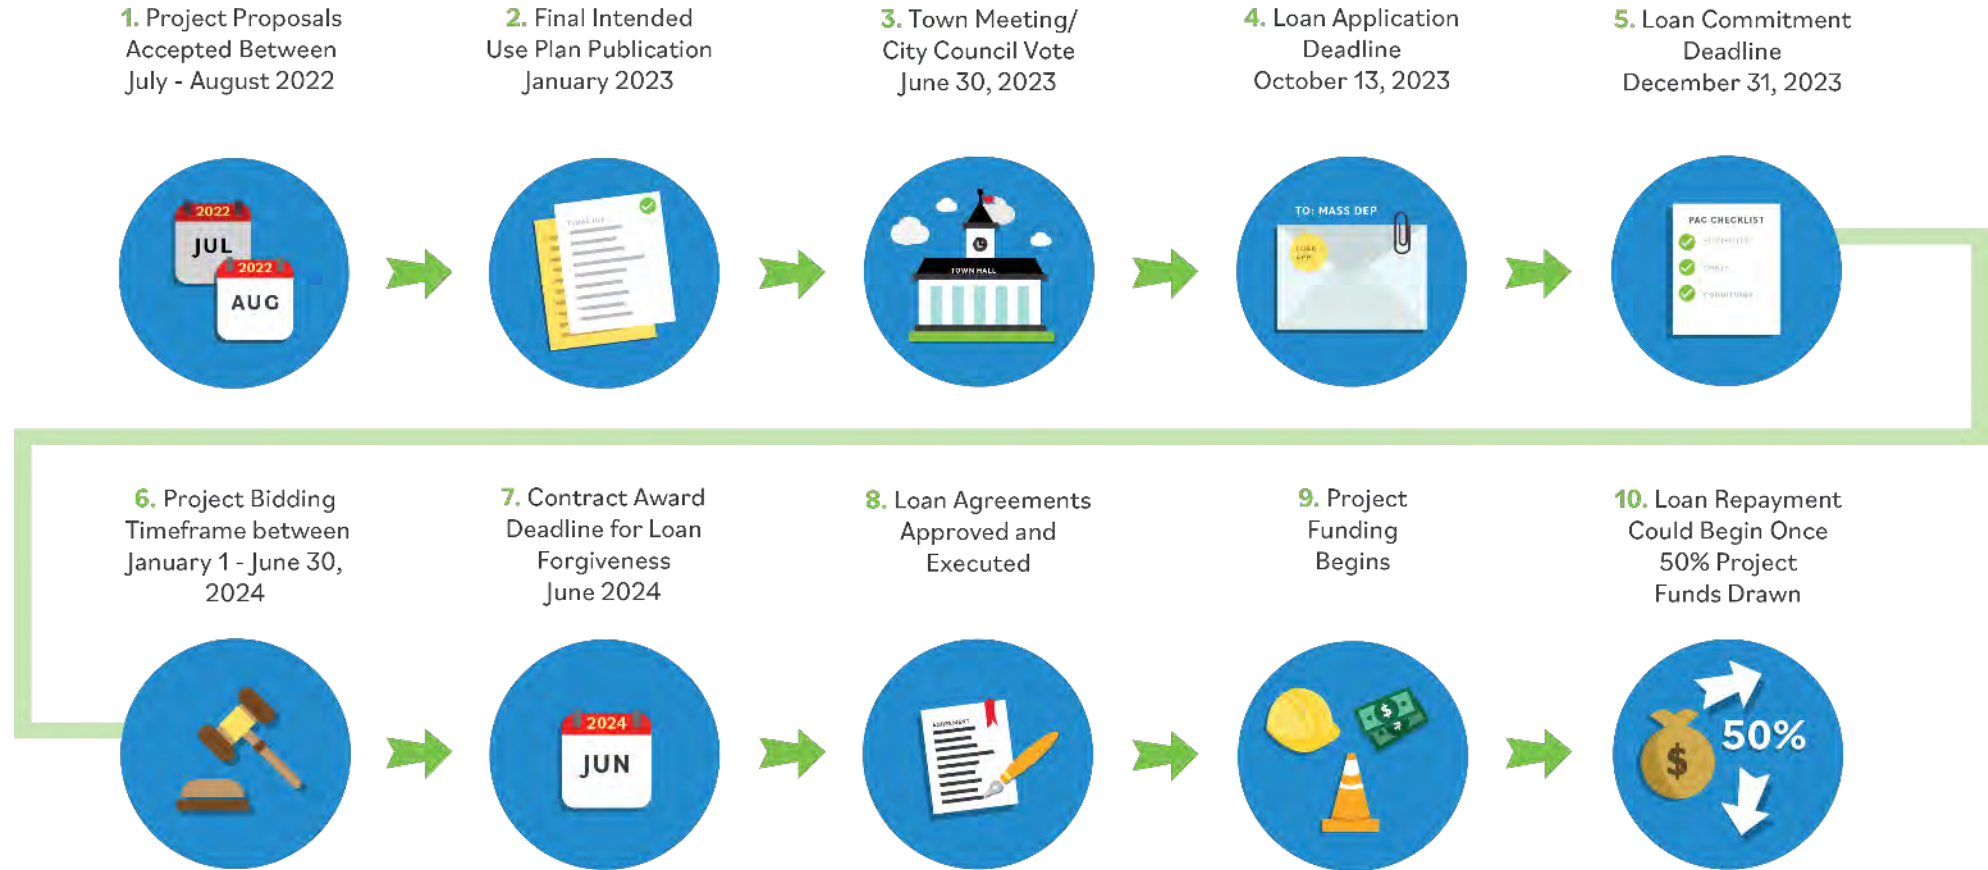 1. Project Proposals
Accepted Between
July - August 2022
2. Final Intended
Use Plan Publication
January 2023
3. Town Meeting/
City Council Vote
June 30, 2023
4. Loan Application
Deadline
October 13, 2023
5. Loan Commitment
Deadline
December 31, 2023
2022
JUL
2022
AUG
TOWN HALL
TO: MASS DEP
LOAN
APP
PAC CHECKLIST
6. Project Bidding
Timeframe between
January 1 - June 30,
2024
7. Contract Award
Deadline for Loan
Forgiveness
June 2024
8. Loan Agreements
Approved and
Executed
9. Project
Funding
Begins
10. Loan Repayment
Could Begin Once
50% Project
Funds Drawn
2024
JUN
AGREEMENT
$
$
50%